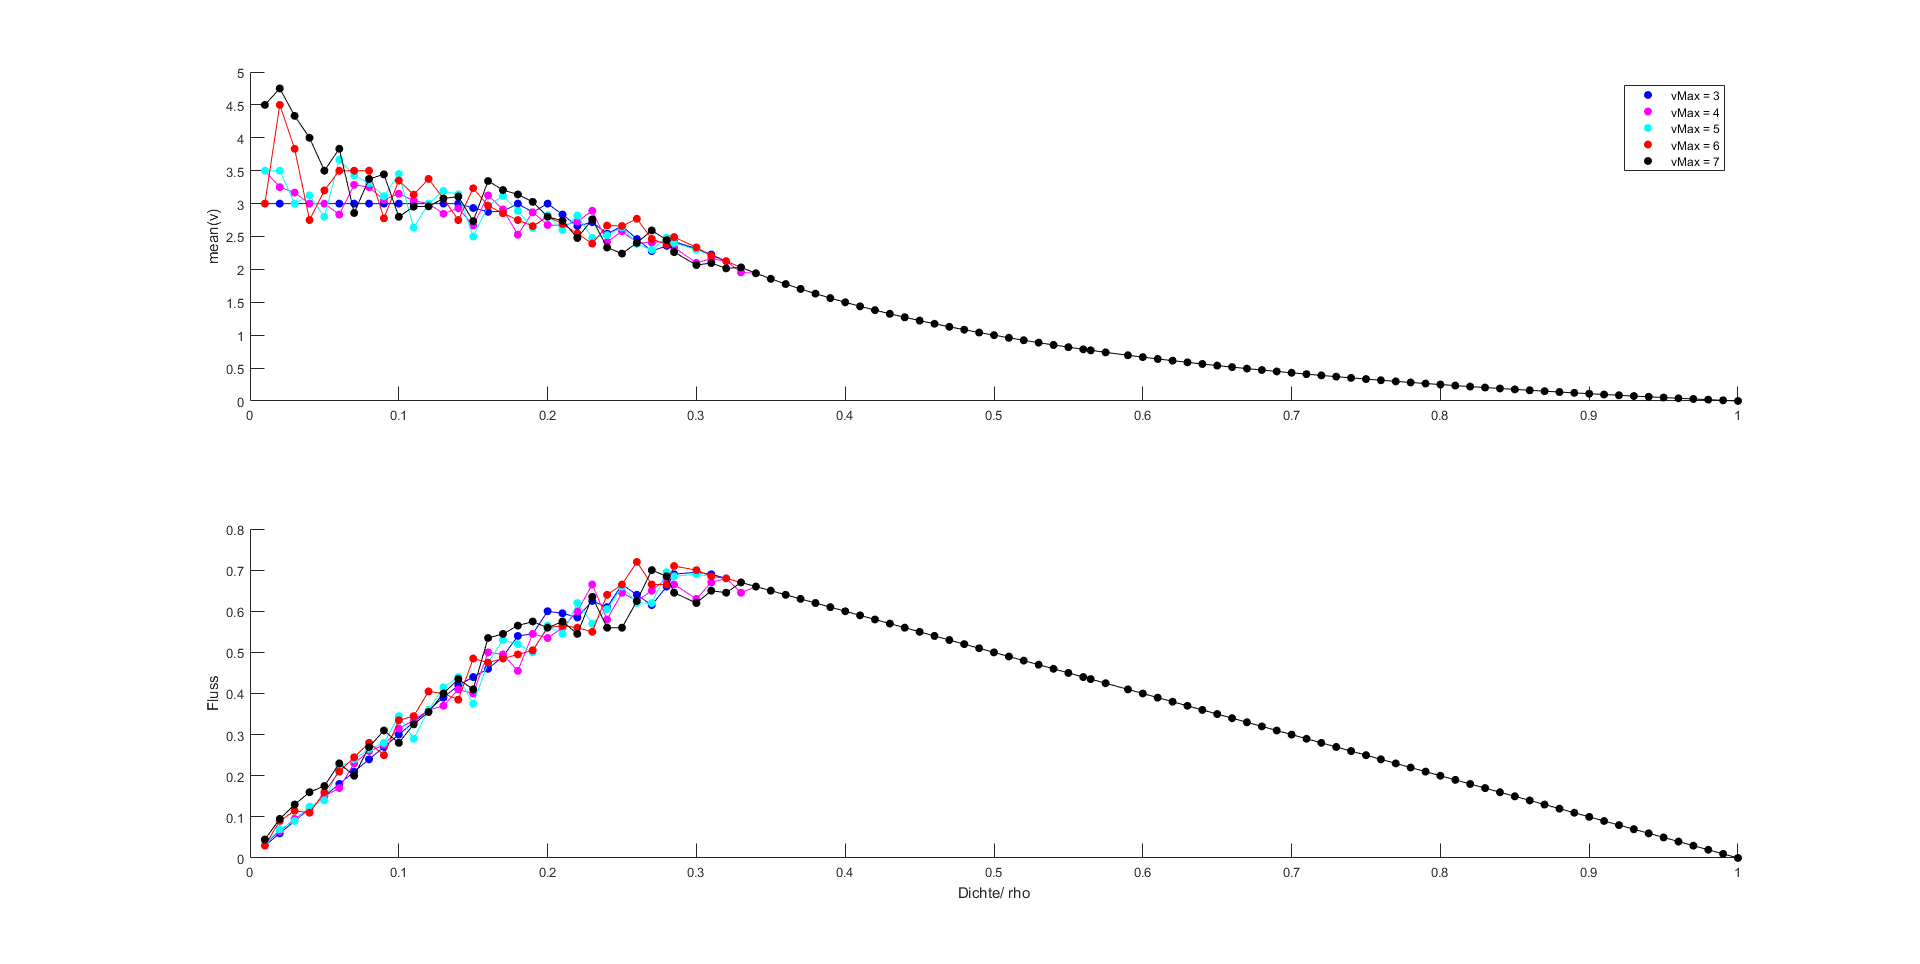 5
4.5
4
3.5
3
2.5
2
1.5
1
0.5
0
mean(v)
0 0.1 0.2 0.3 0.4 0.5 0.6 0.7 0.8 0.9 1
vMax = 3
vMax = 4
vMax = 5
vMax = 6
vMax = 7
0.8
0.7
0.6
0.5
0.4
0.3
0.2
0.1
0
Fluss
0 0.1 0.2 0.3 0.4 0.5 0.6 0.7 0.8 0.9 1
Dichte/ rho